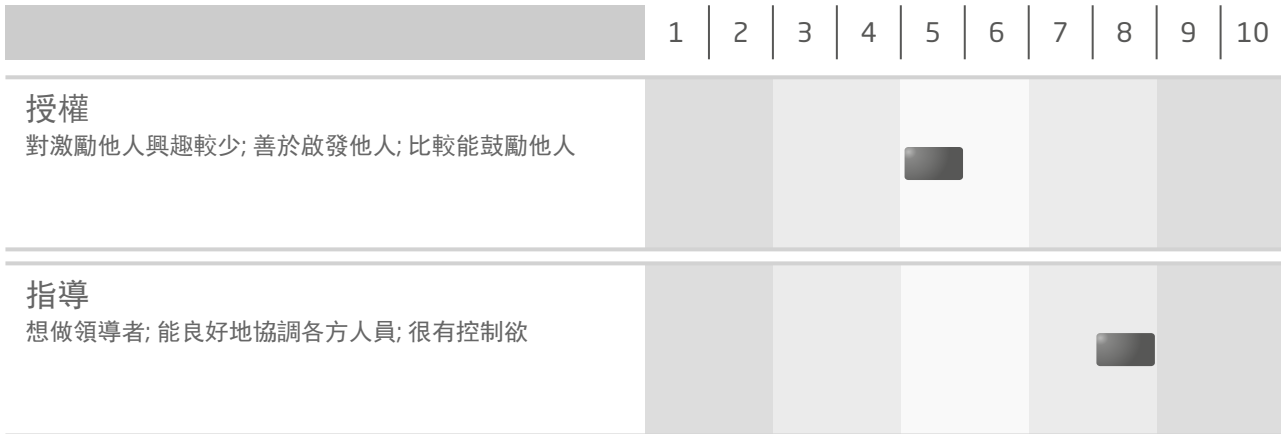 1 2 3 4 5 6 7 8 9 10
授權
對激勵他人興趣較少; 善於啟發他人; 比較能鼓勵他人
指導
想做領導者; 能良好地協調各方人員; 很有控制欲